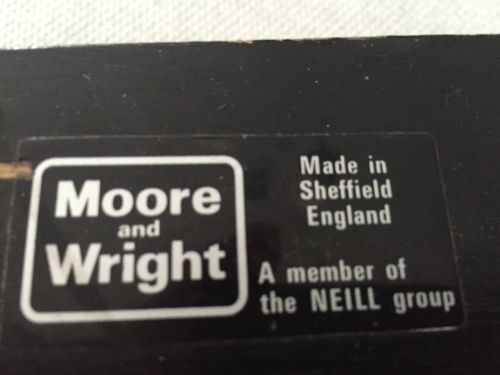 Moore
and
Wright
Made in
Sheffield
England
A member of
the NEILL group